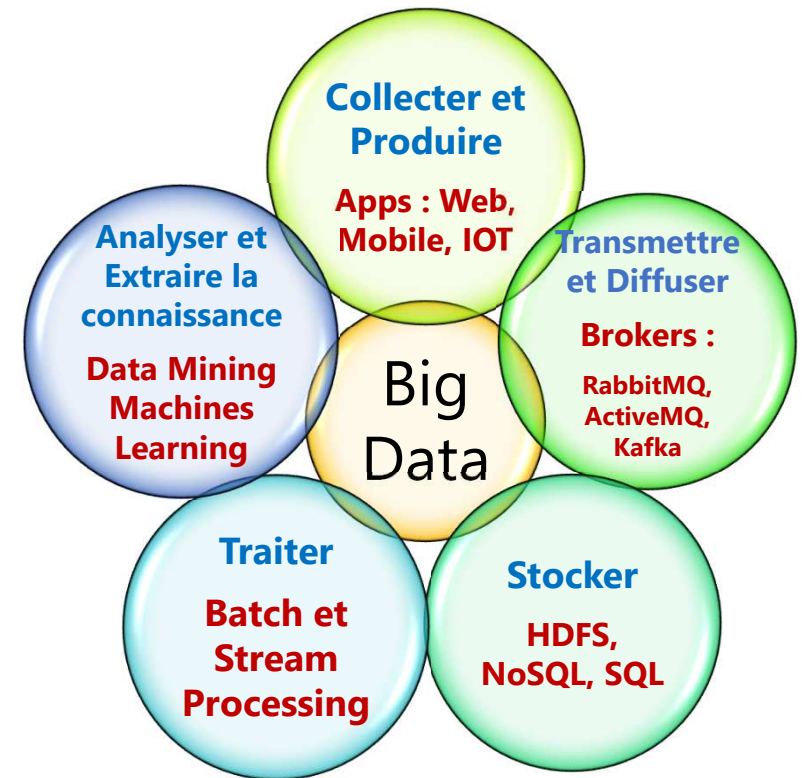 Collecter et
Produire
Apps : Web,
Mobile, IOT
Transmettre
et Diffuser
Brokers :
RabbitMQ,
ActiveMQ,
Kafka
Stocker
HDFS,
NoSQL, SQL
Traiter
Batch et
Stream
Processing
Analyser et
Extraire la
connaissance
Data Mining
Machines
Learning
Big
Data